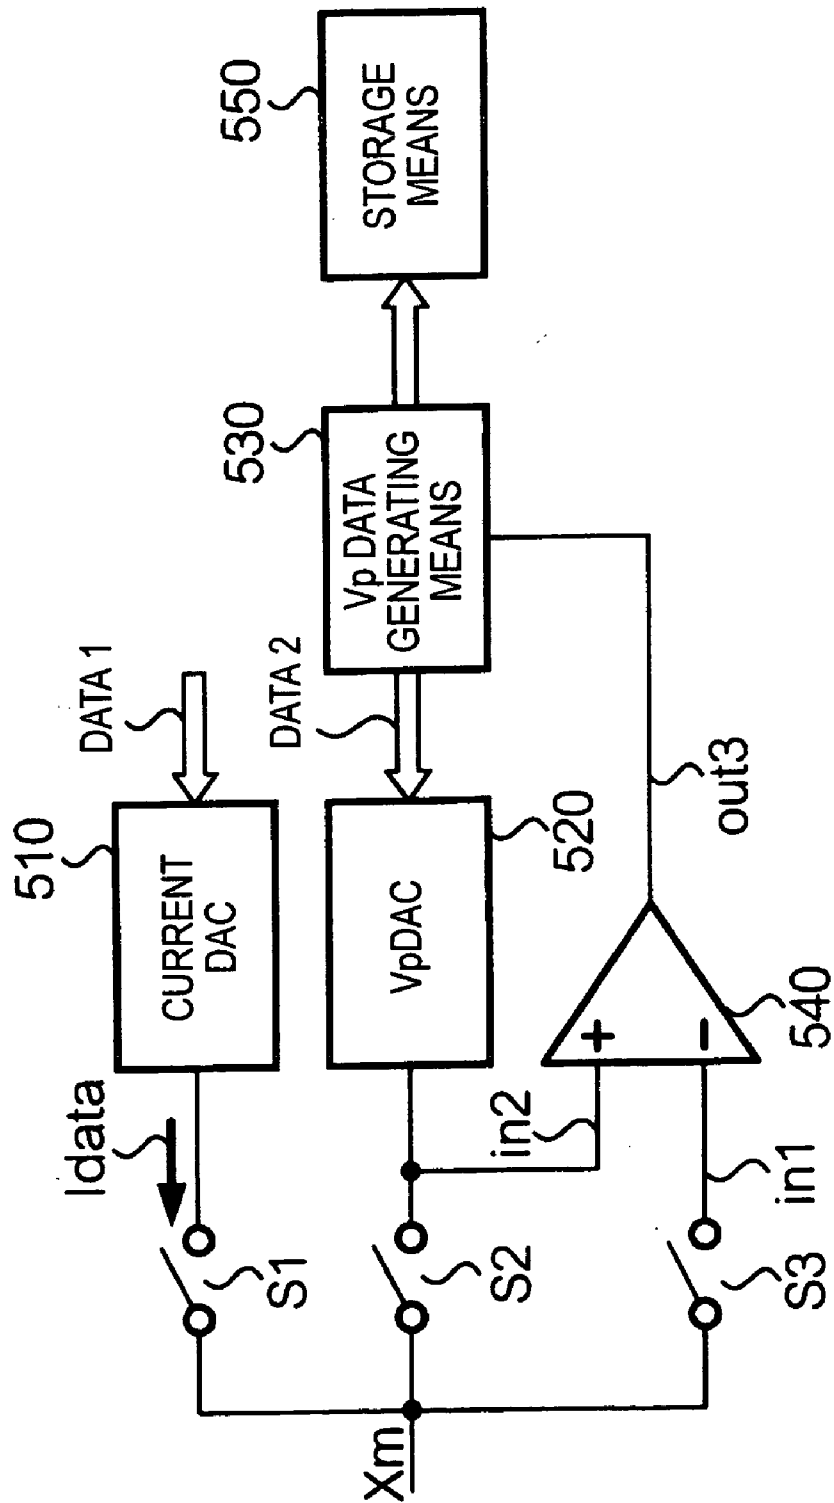 DATA 1
510
CURRENT
DAC
Idata
S1
Xm
DATA 2
530
Vp DATA
GENERATING
MEANS
550
STORAGE
MEANS
VpDAC
520
S2
in2
+
−
540
out3
in1
S3